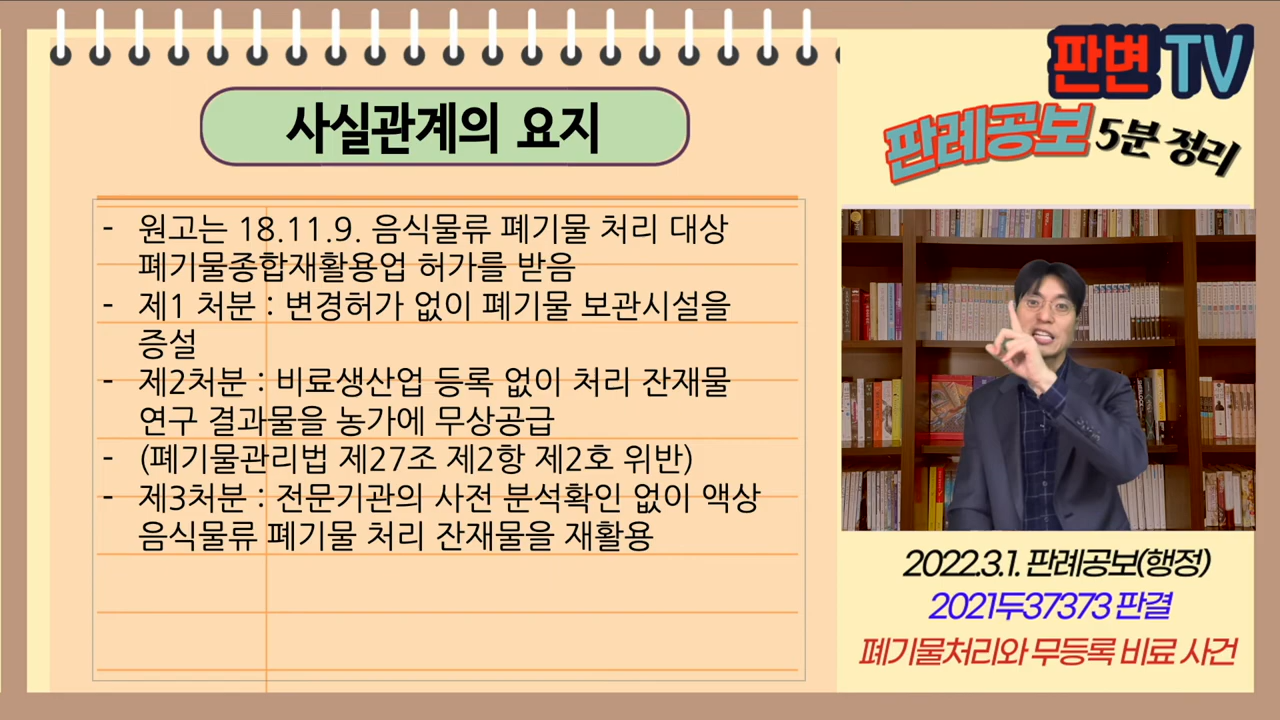 사실관계의 요지
- 원고는 18.11.9. 음식물류 폐기물 처리 대상
폐기물종합재활용업 허가를 받음
- 제1 처분 : 변경허가 없이 폐기물 보관시설을
증설
- 제2처분 : 비료생산업 등록 없이 처리 잔재물
연구 결과물을 농가에 무상공급
- (폐기물관리법 제27조 제2항 제2호 위반)
- 제3처분 : 전문기관의 사전 분석확인 없이 액상
음식물류 폐기물 처리 잔재물을 재활용
판변 TV
판례공보 5분 정리
2022.3.1. 판례공보(행정)
2021두37373 판결
폐기물처리와 무등록 비료 사건